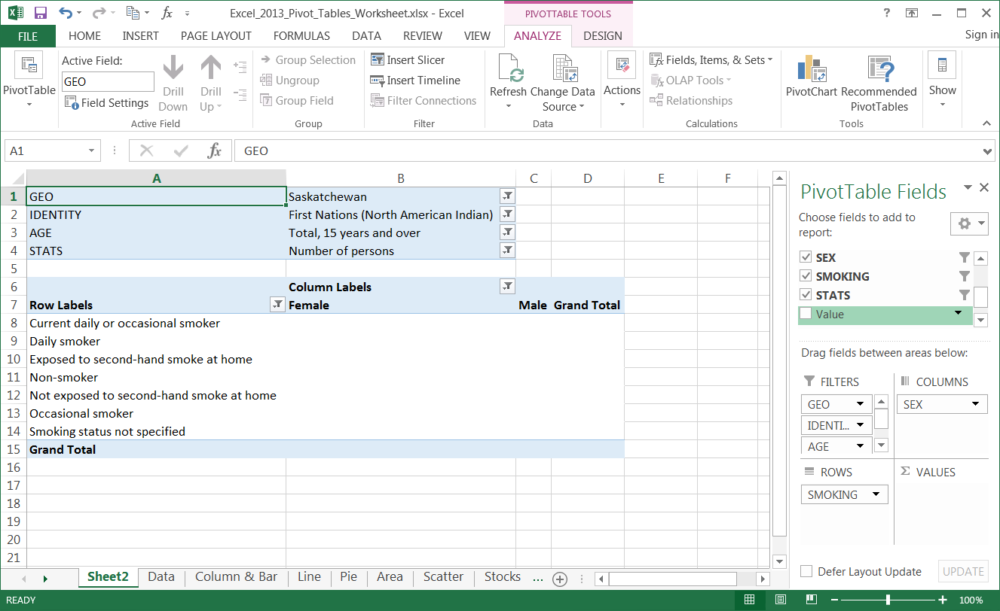 Excel_2013_Pivot_Tables_Worksheet.xlsx - Excel
PIVOTTABLE TOOLS
?
Sign in
FILE HOME INSERT PAGE LAYOUT FORMULAS DATA REVIEW VIEW ANALYZE DESIGN
PivotTable
Active Field:
GEO
Field Settings
Drill Down
Drill Up
Active Field
Group Selection
Ungroup
Group Field
Group
Insert Slicer
Insert Timeline
Filter Connections
Filter
Refresh
Change Data Source
Data
Actions
Fields, Items, & Sets
OLAP Tools
Relationships
Calculations
PivotChart
Recommended PivotTables
Tools
Show
A1 fx GEO
A B C D E F
1 GEO Saskatchewan
2 IDENTITY First Nations (North American Indian)
3 AGE Total, 15 years and over
4 STATS Number of persons
5
6 Column Labels
7 Row Labels Female Male Grand Total
8 Current daily or occasional smoker
9 Daily smoker
10 Exposed to second-hand smoke at home
11 Non-smoker
12 Not exposed to second-hand smoke at home
13 Occasional smoker
14 Smoking status not specified
15 Grand Total
16
17
18
19
20
21
PivotTable Fields
Choose fields to add to
report:
SEX
SMOKING
STATS
Value
Drag fields between areas below:
FILTERS
GEO
IDENTI...
AGE
COLUMNS
SEX
ROWS
SMOKING
Σ VALUES
Defer Layout Update UPDATE
Sheet2 Data Column & Bar Line Pie Area Scatter Stocks ...
READY 100%